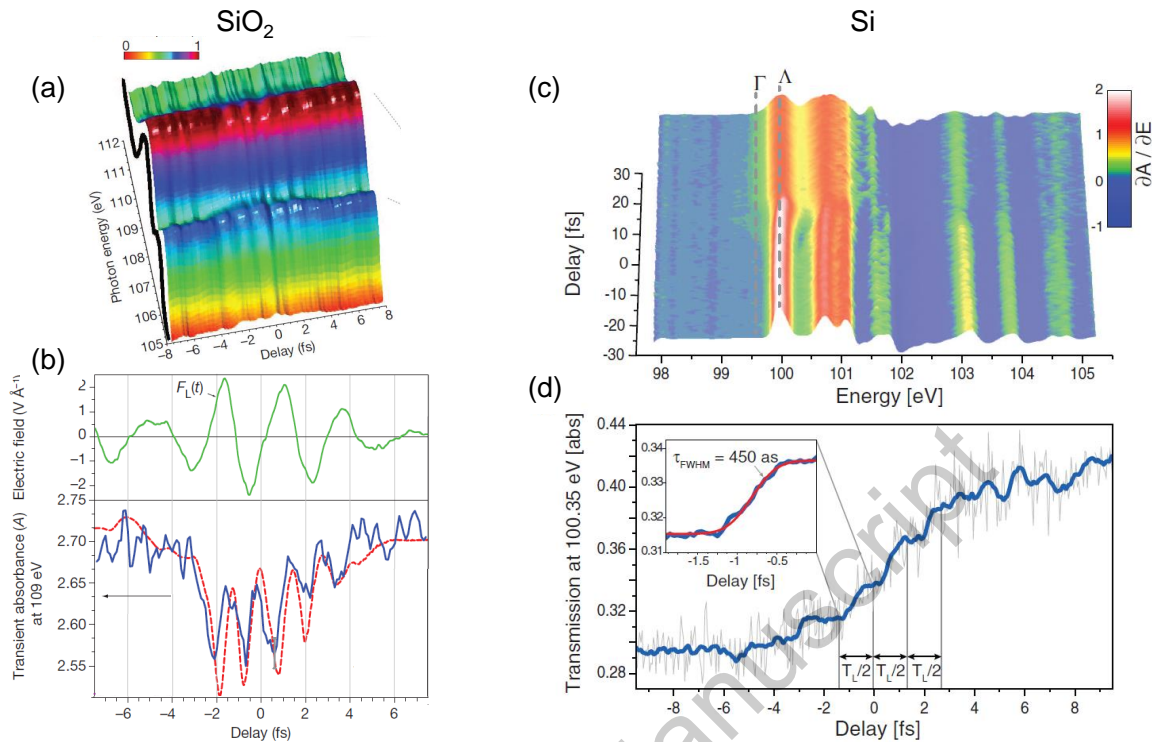 SiO2
Si
(a)
0 1
Photon energy (eV)
112
111
110
109
108
107
106
105
-8 -6 -4 -2 0 2 4 6 8
Delay (fs)
(b)
Electric field (V Å⁻¹)
2
1
0
-1
-2
FL(t)
Transient absorbance (A)
at 109 eV
2.75
2.70
2.65
2.60
2.55
-6 -4 -2 0 2 4 6
Delay (fs)
(c)
Γ Λ
2
1
0
-1
∂A / ∂E
Delay [fs]
30
20
10
0
-10
-20
-30
98 99 100 101 102 103 104 105
Energy [eV]
(d)
Transmission at 100.35 eV [abs]
0.44
0.40
0.36
0.32
0.28
0.34
0.32
0.31
τFWHM = 450 as
-1.5 -1 -0.5
Delay [fs]
TL/2 TL/2 TL/2
-8 -6 -4 -2 0 2 4 6 8
Delay [fs]
anuscript